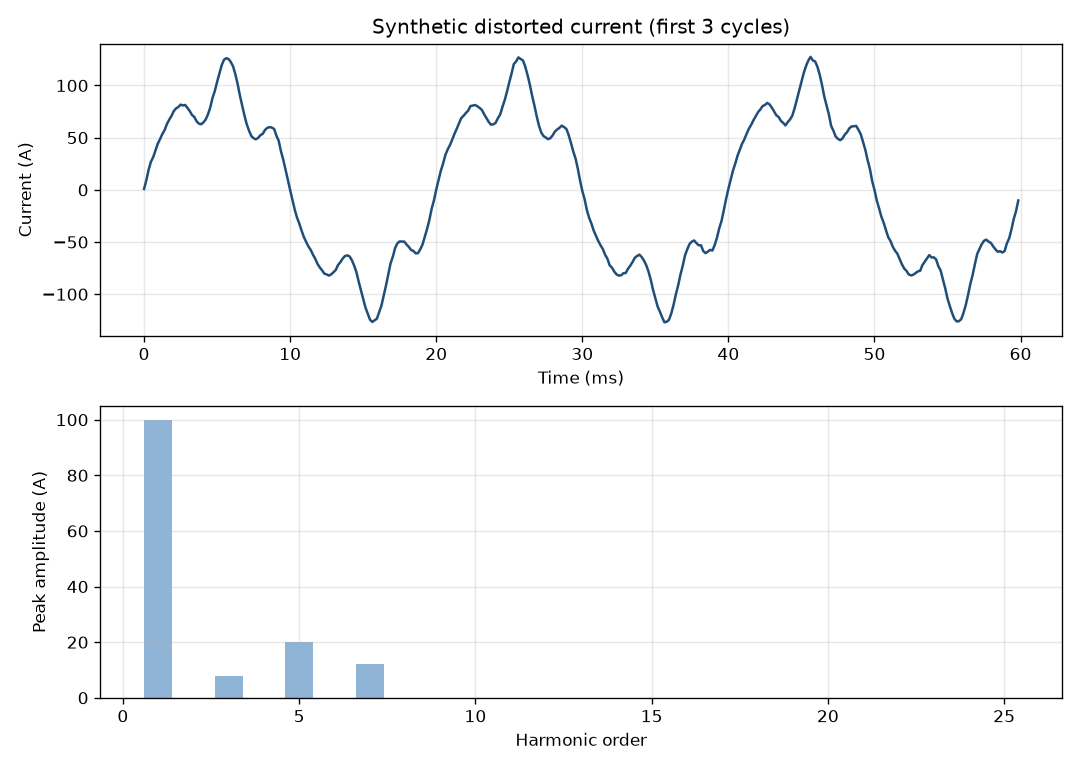 Synthetic distorted current (first 3 cycles)
Current (A)
100
50
0
−50
−100
0 10 20 30 40 50 60
Time (ms)
Peak amplitude (A)
100
80
60
40
20
0
0 5 10 15 20 25
Harmonic order